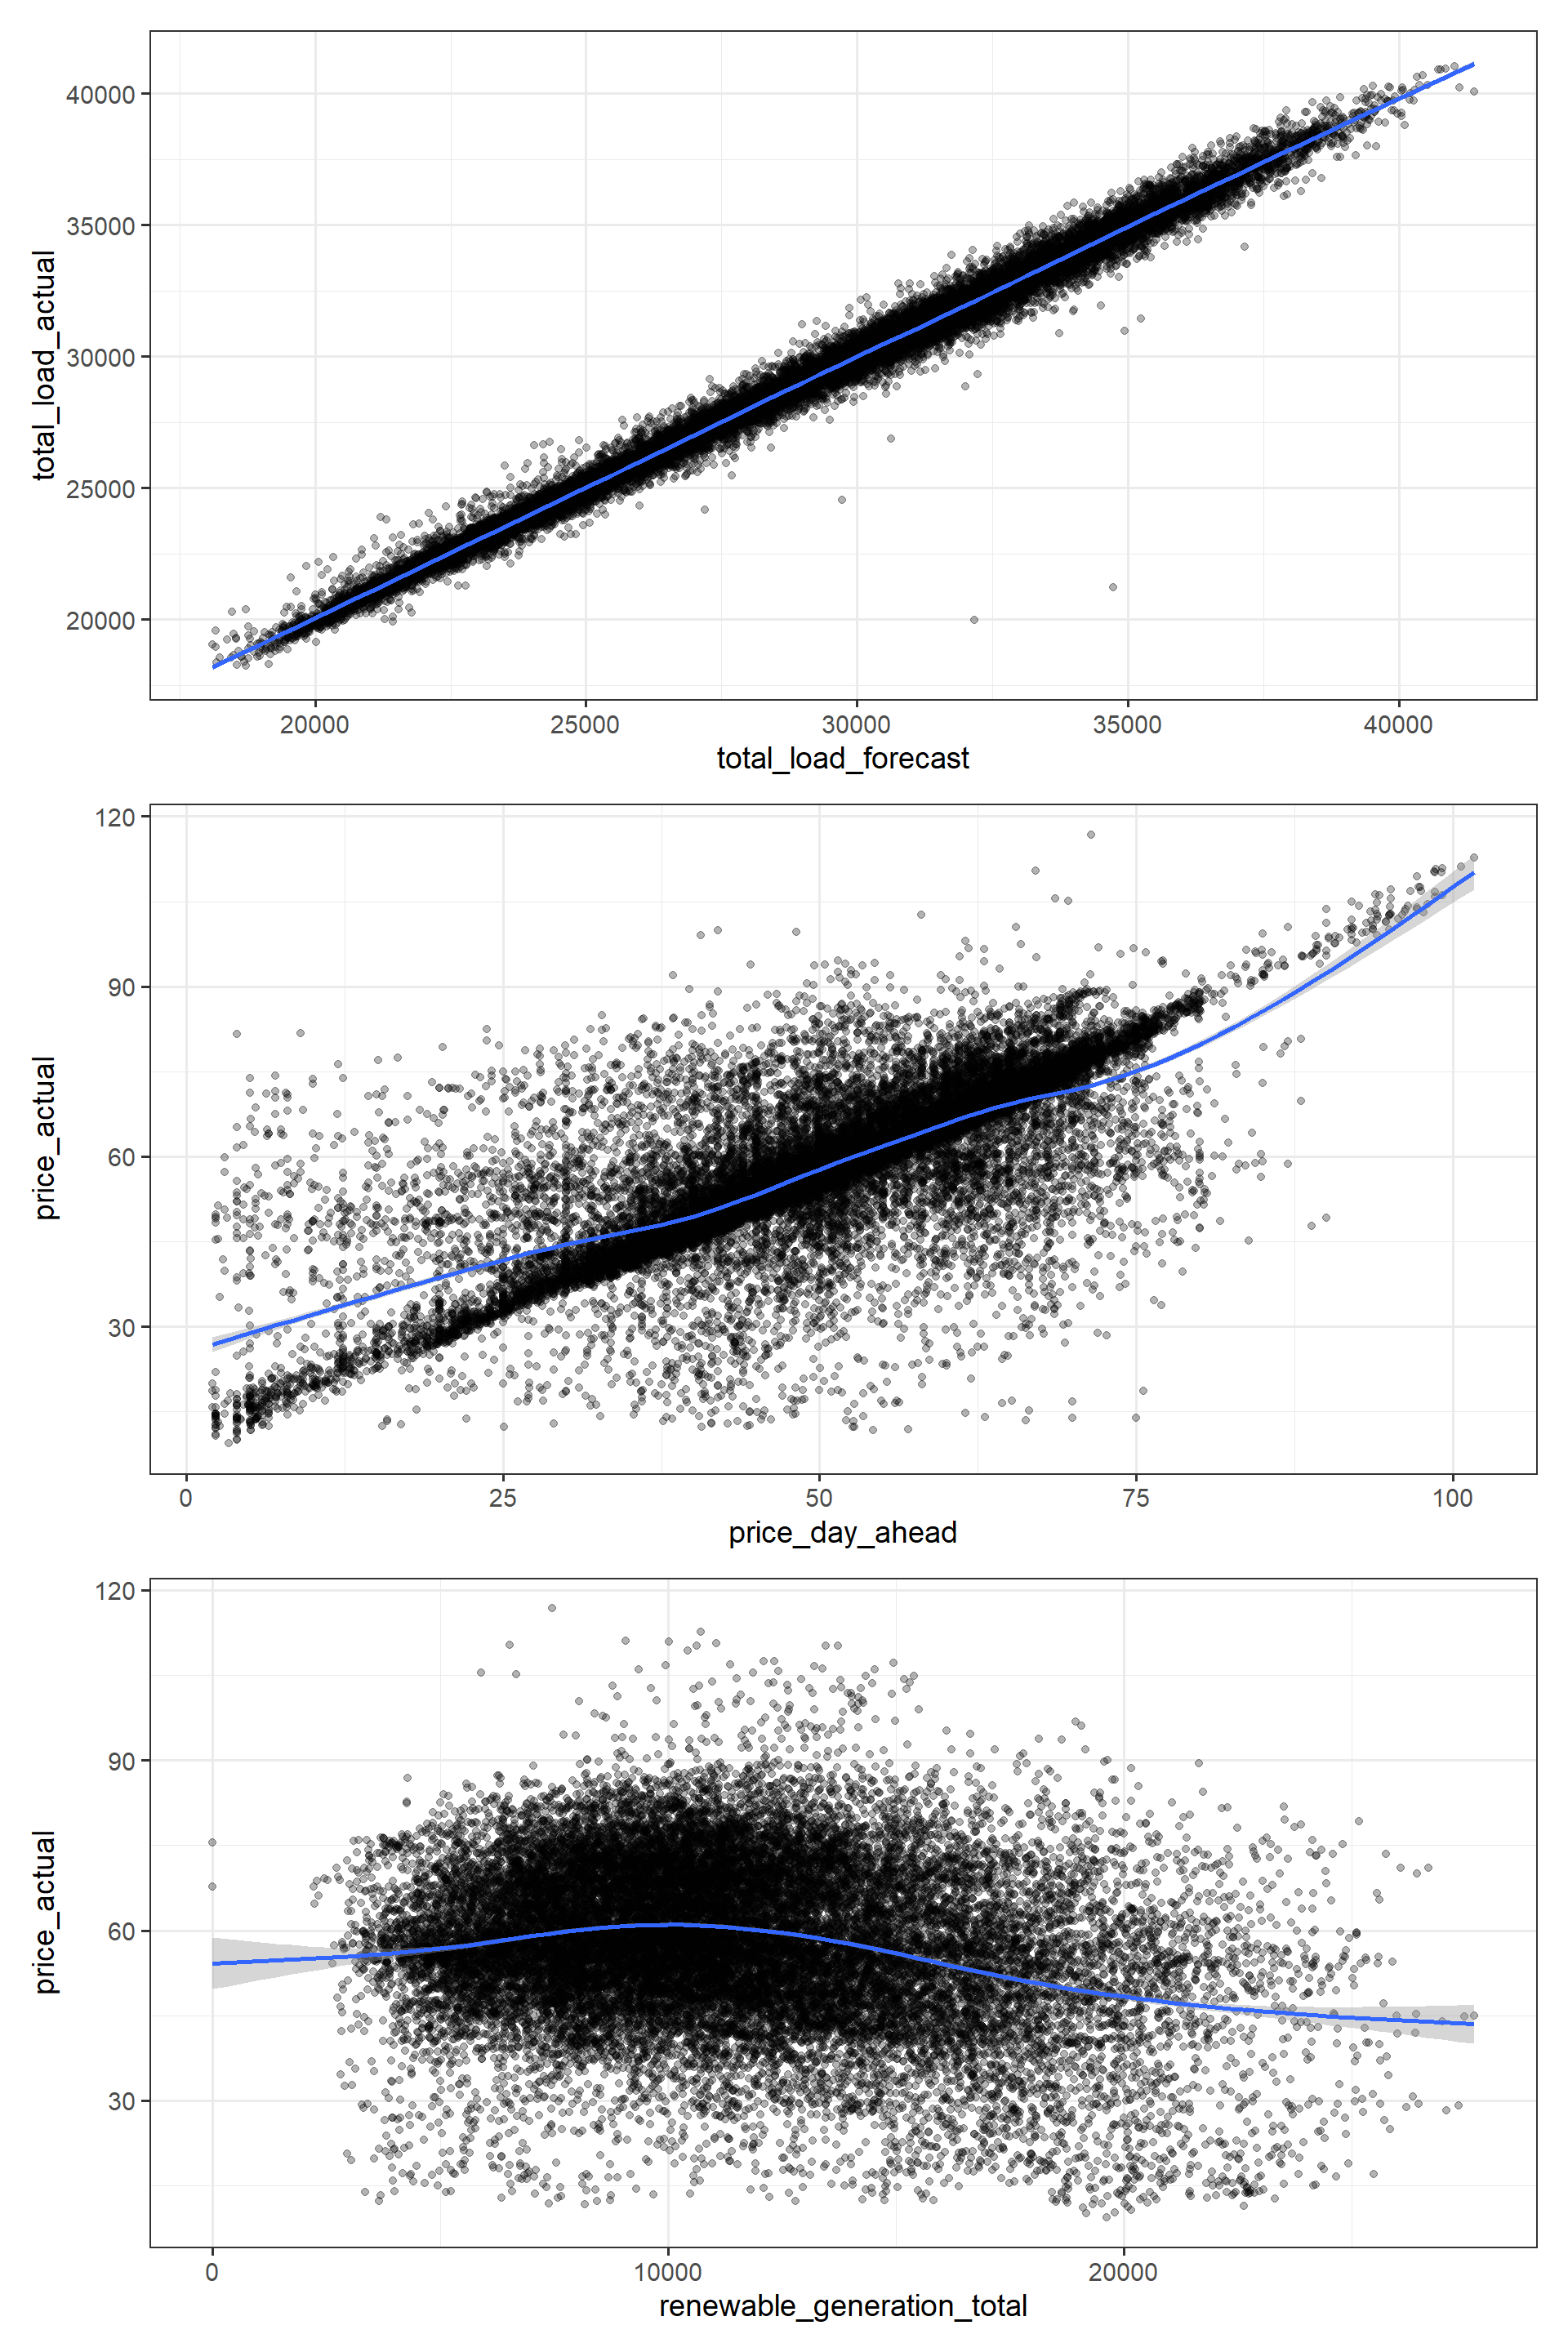 total_load_actual
40000
35000
30000
25000
20000
20000 25000 30000 35000 40000
total_load_forecast
price_actual
120
90
60
30
0 25 50 75 100
price_day_ahead
price_actual
120
90
60
30
0 10000 20000
renewable_generation_total